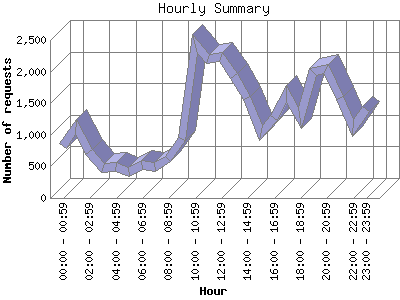 Hourly Summary
Number of requests
2,500
2,000
1,500
1,000
500
0
00:00 - 00:59
02:00 - 02:59
04:00 - 04:59
06:00 - 06:59
08:00 - 08:59
10:00 - 10:59
12:00 - 12:59
14:00 - 14:59
16:00 - 16:59
18:00 - 18:59
20:00 - 20:59
22:00 - 22:59
23:00 - 23:59
Hour